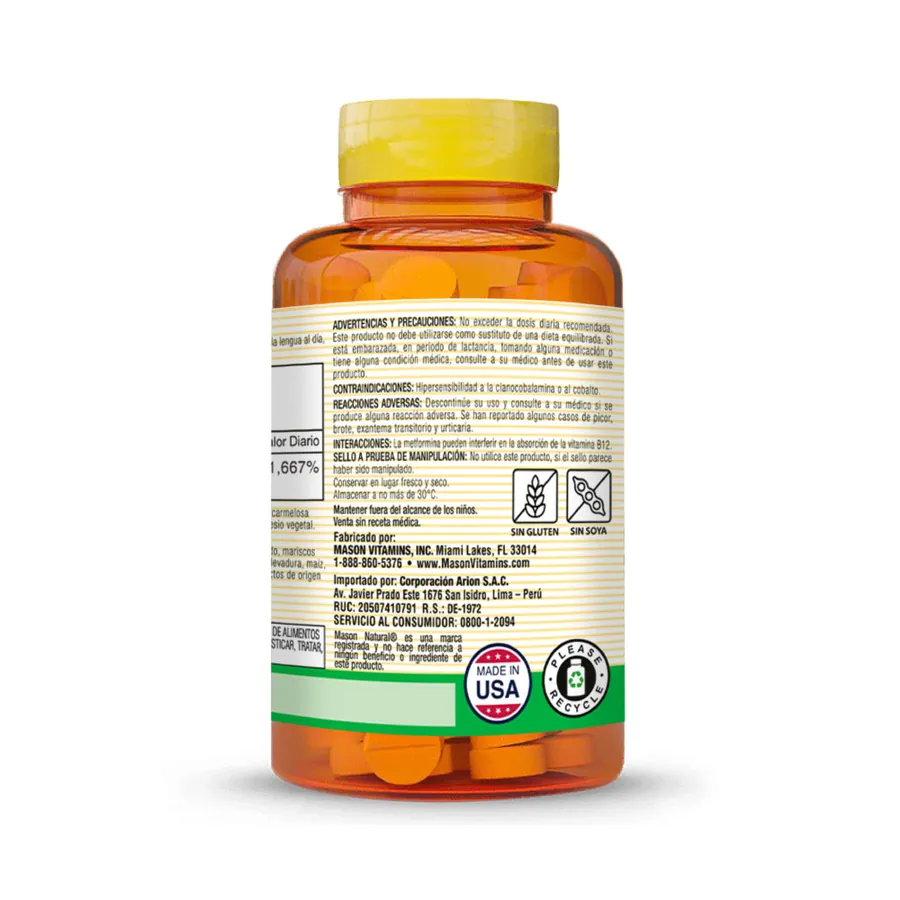 la lengua al día,
alor Diario
1,667%
carmelosa
esio vegetal.
to, mariscos
levadura, maíz,
ctos de origen
DE ALIMENTOS
STICAR, TRATAR,
ADVERTENCIAS Y PRECAUCIONES: No exceder la dosis diaria recomendada.
Este producto no debe utilizarse como sustituto de una dieta equilibrada. Si
está embarazada, en periodo de lactancia, tomando alguna medicación o
tiene alguna condición médica, consulte a su médico antes de usar este
producto.
CONTRAINDICACIONES: Hipersensibilidad a la cianocobalamina o al cobalto.
REACCIONES ADVERSAS: Descontinúe su uso y consulte a su médico si se
produce alguna reacción adversa. Se han reportado algunos casos de picor,
brote, exantema transitorio y urticaria.
INTERACCIONES: La metformina pueden interferir en la absorción de la vitamina B12.
SELLO A PRUEBA DE MANIPULACIÓN: No utilice este producto, si el sello parece
haber sido manipulado.
Conservar en lugar fresco y seco.
Almacenar a no más de 30°C.
Mantener fuera del alcance de los niños.
Venta sin receta médica.
SIN GLUTEN
SIN SOYA
Fabricado por:
MASON VITAMINS, INC. Miami Lakes, FL 33014
1-888-860-5376 • www.MasonVitamins.com
Importado por: Corporación Arion S.A.C.
Av. Javier Prado Este 1676 San Isidro, Lima – Perú
RUC: 20507410791 R.S.: DE-1972
SERVICIO AL CONSUMIDOR: 0800-1-2094
Mason Natural® es una marca
registrada y no hace referencia a
ningún beneficio o ingrediente de
este producto.
MADE IN
USA
PLEASE
RECYCLE